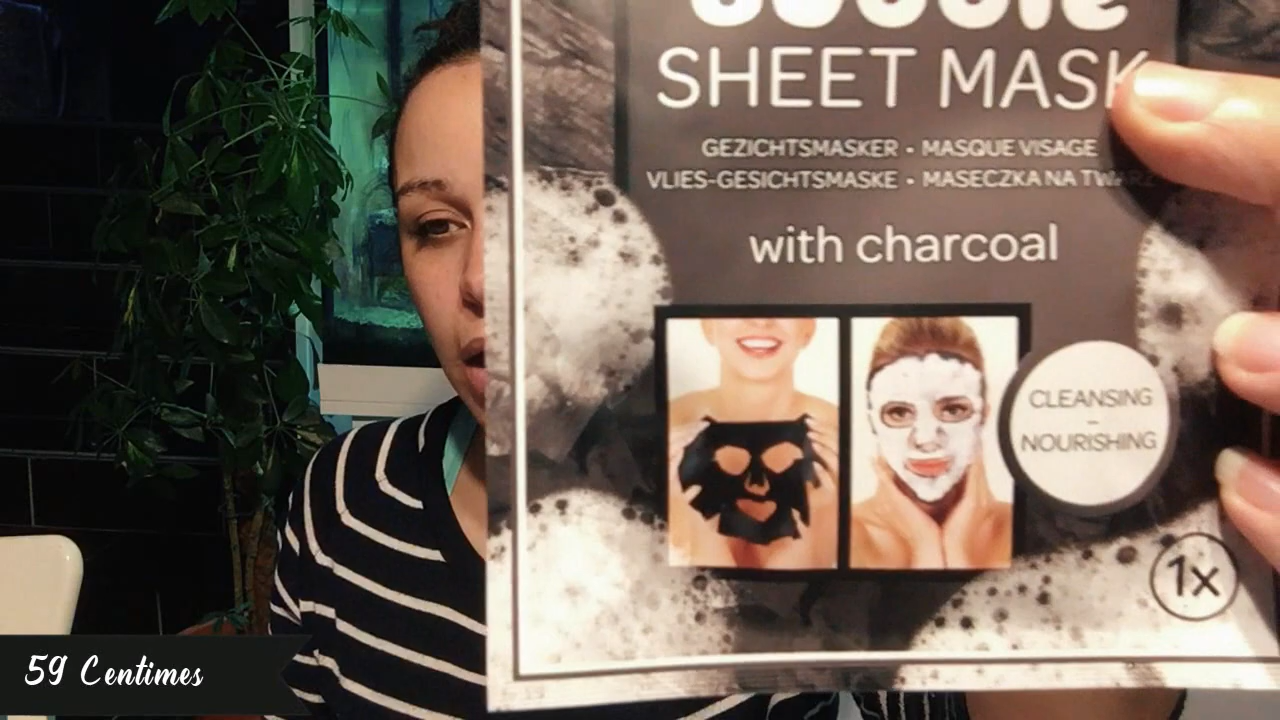 SHEET MASK
GEZICHTSMASKER • MASQUE VISAGE
VLIES-GESICHTSMASKE • MASECZKA NA TWARZ
with charcoal
CLEANSING
–
NOURISHING
1x
59 Centimes